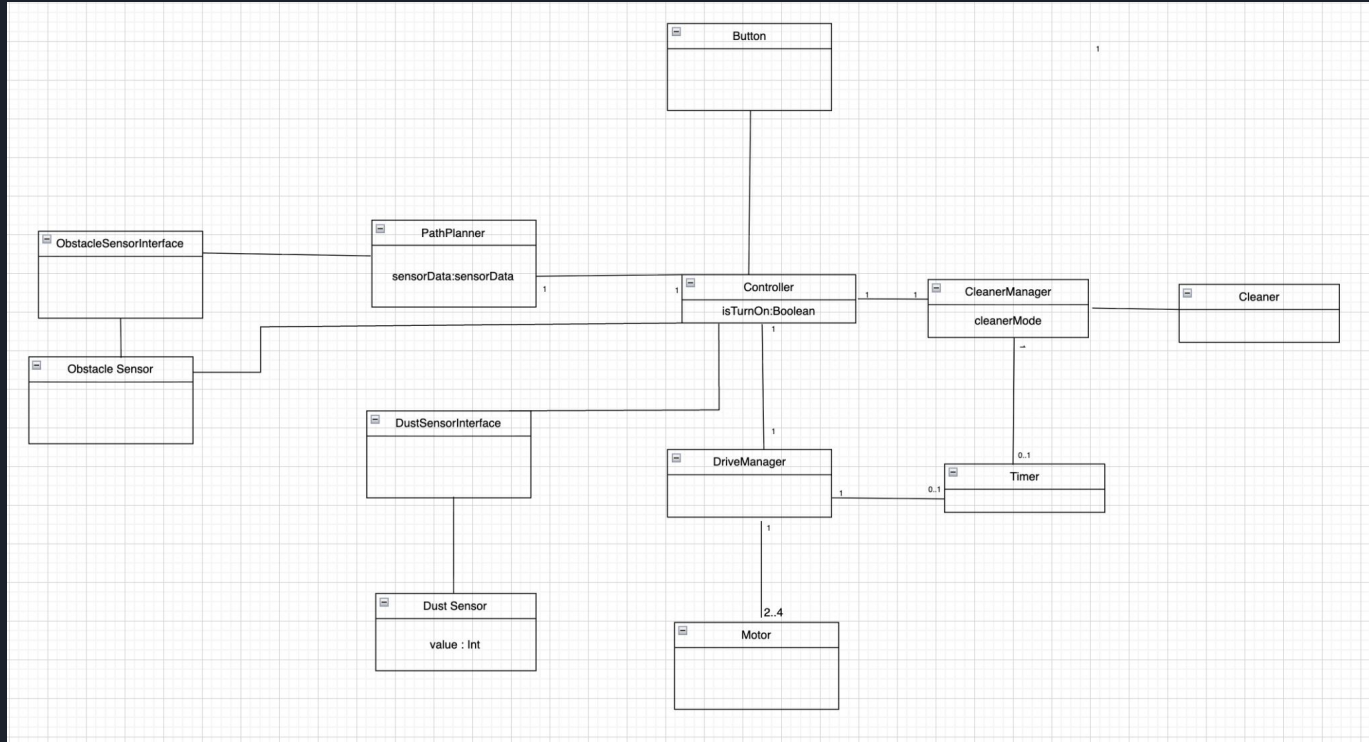 Button
1
ObstacleSensorInterface
PathPlanner
sensorData:sensorData
1
1
Controller
isTurnOn:Boolean
1
1
1
CleanerManager
cleanerMode
1
Cleaner
Obstacle Sensor
DustSensorInterface
1
DriveManager
1
0..1
0..1
Timer
1
Dust Sensor
value : Int
2..4
Motor